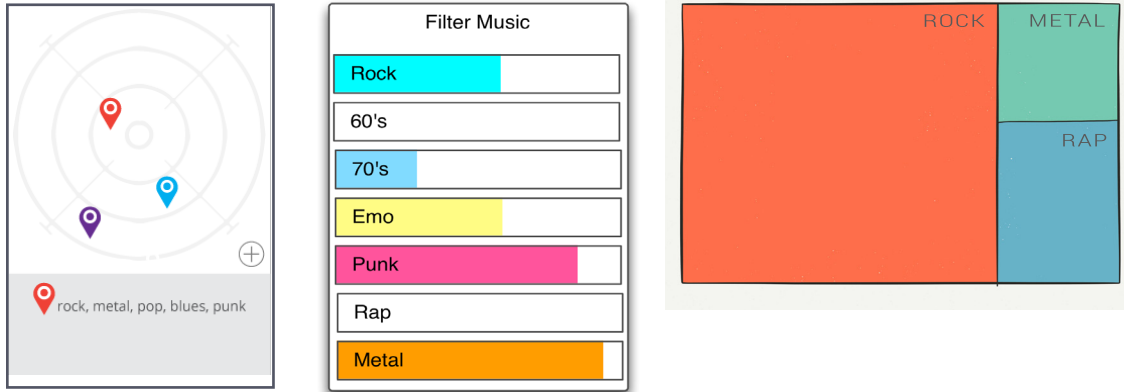 rock, metal, pop, blues, punk
Filter Music
Rock
60's
70's
Emo
Punk
Rap
Metal
ROCK
METAL
RAP